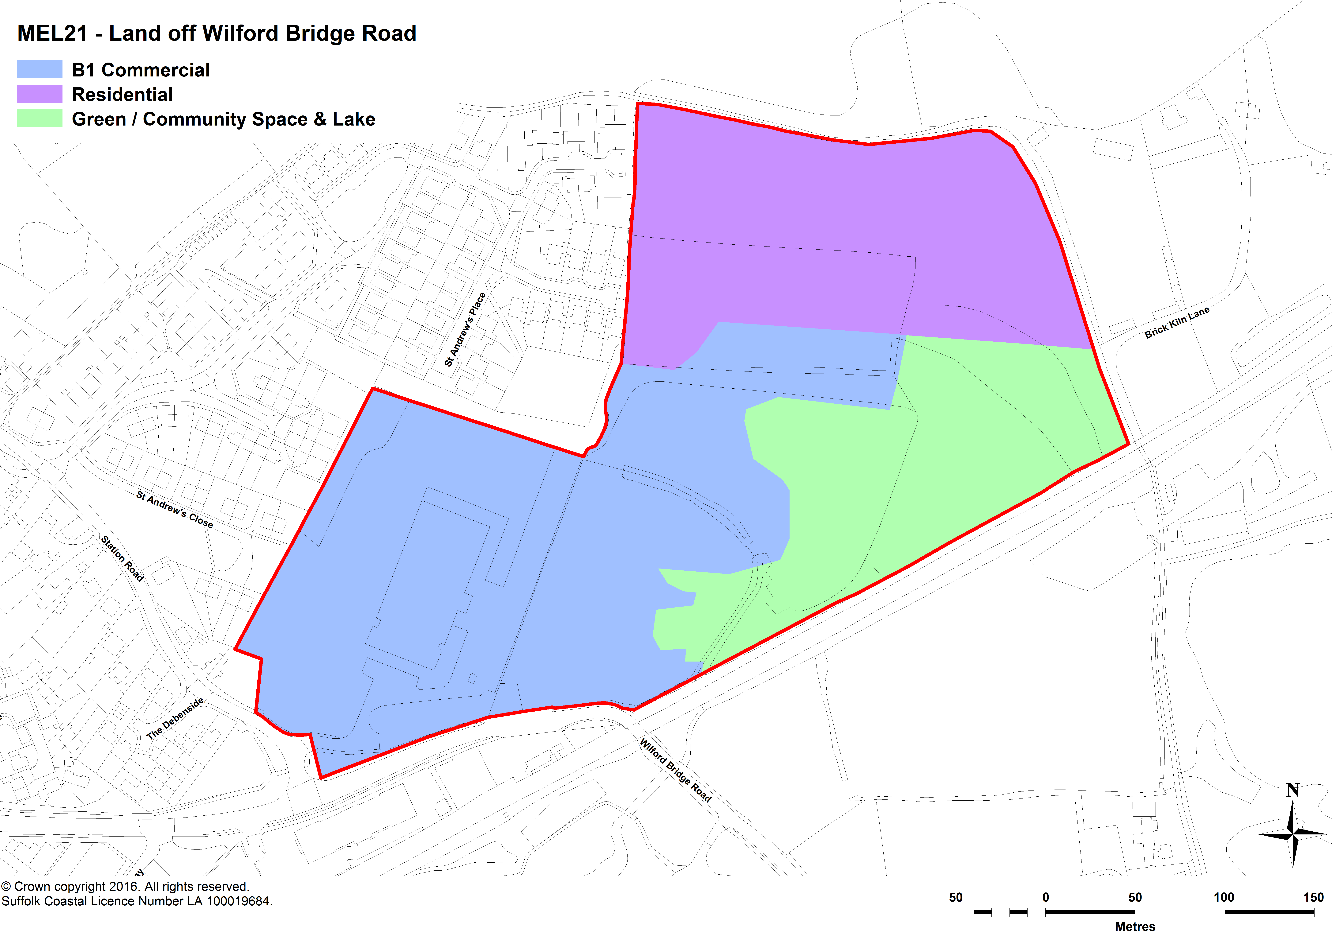 MEL21 - Land off Wilford Bridge Road
B1 Commercial
Residential
Green / Community Space & Lake
St Andrew's Place
Brick Kiln Lane
St Andrew's Close
Station Road
The Debenside
Wilford Bridge Road
N
© Crown copyright 2016. All rights reserved.
Suffolk Coastal Licence Number LA 100019684.
50 0 50 100 150
Metres